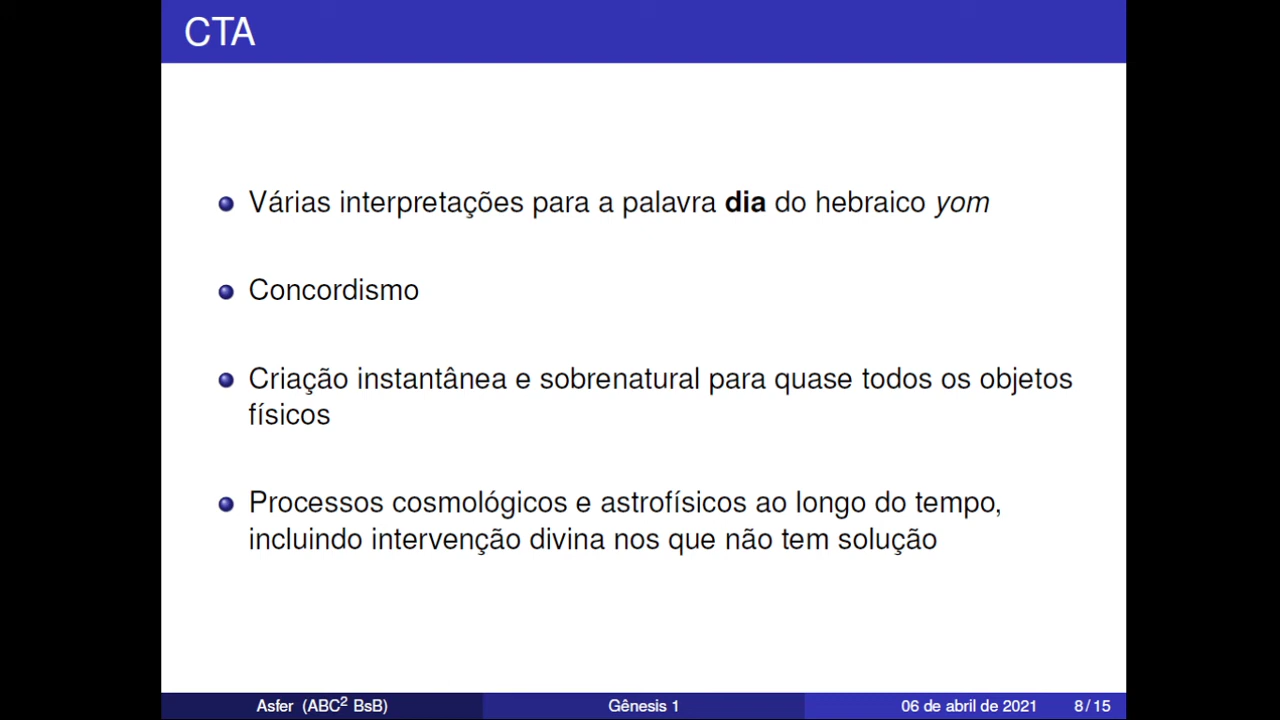 CTA
Várias interpretações para a palavra dia do hebraico yom
Concordismo
Criação instantânea e sobrenatural para quase todos os objetos
físicos
Processos cosmológicos e astrofísicos ao longo do tempo,
incluindo intervenção divina nos que não tem solução
Asfer (ABC² BsB) Gênesis 1 06 de abril de 2021 8 / 15